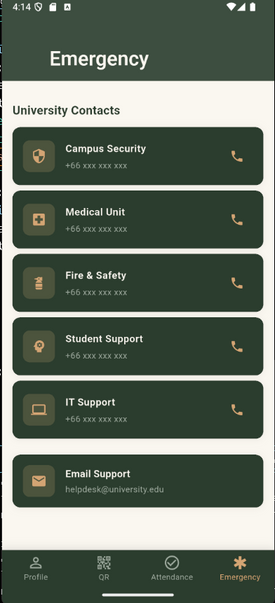 4:14
Emergency
University Contacts
Campus Security
+66 xxx xxx xxx
Medical Unit
+66 xxx xxx xxx
Fire & Safety
+66 xxx xxx xxx
Student Support
+66 xxx xxx xxx
IT Support
+66 xxx xxx xxx
Email Support
helpdesk@university.edu
Profile
QR
Attendance
Emergency